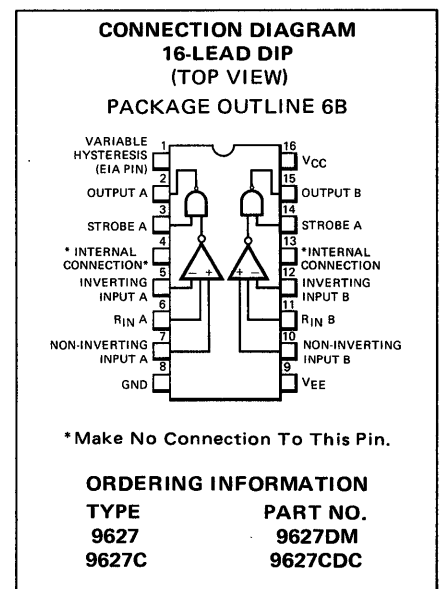 CONNECTION DIAGRAM
16-LEAD DIP
(TOP VIEW)
PACKAGE OUTLINE 6B
VARIABLE
HYSTERESIS
(EIA PIN)
1
16
VCC
2
OUTPUT A
15
OUTPUT B
3
STROBE A
14
STROBE A
4
* INTERNAL
CONNECTION*
13
*INTERNAL
CONNECTION
5
INVERTING
INPUT A
– +
+ –
12
INVERTING
INPUT B
6
RIN A
11
RIN B
7
NON-INVERTING
INPUT A
10
NON-INVERTING
INPUT B
8
GND
9
VEE
*Make No Connection To This Pin.
ORDERING INFORMATION
TYPE PART NO.
9627 9627DM
9627C 9627CDC